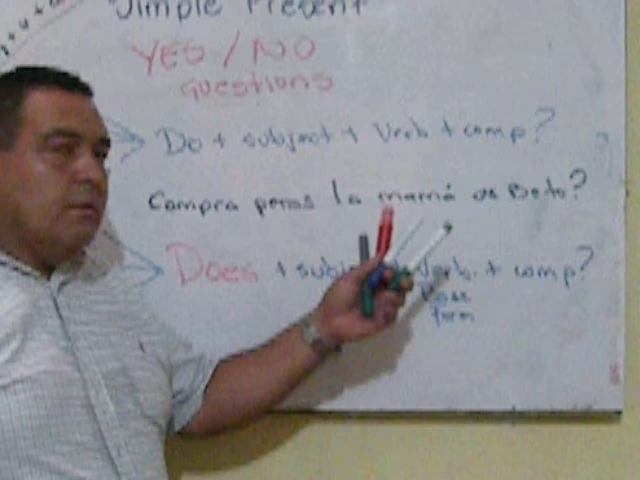 Simple Present
YES / NO
questions
Do + subject + Verb + comp?
Compra peras la mamá de Beto?
Does + subj + Verb + comp?
Base
form